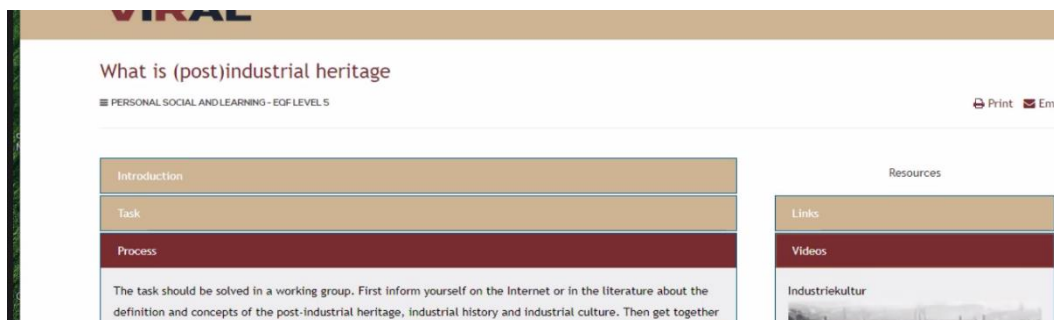 VIRAL
What is (post)industrial heritage
PERSONAL SOCIAL AND LEARNING - EQF LEVEL 5
Print
Introduction
Resources
Task
Links
Process
Videos
The task should be solved in a working group. First inform yourself on the Internet or in the literature about the
Industriekultur
definition and concepts of the post-industrial heritage, industrial history and industrial culture. Then get together